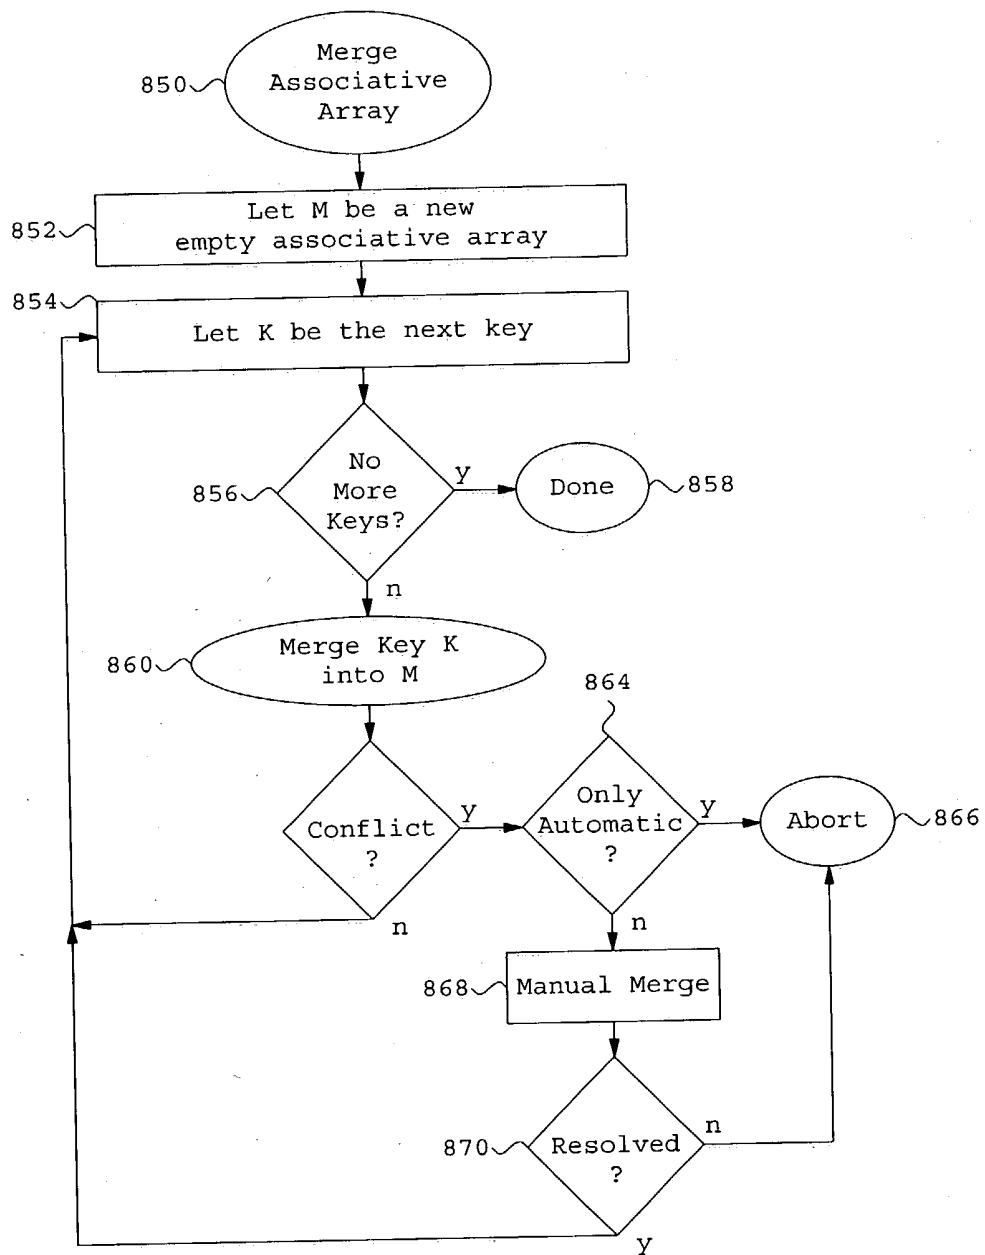 Merge
Associative
Array
850
Let M be a new
empty associative array
852
854
Let K be the next key
No
More
Keys?
856
y
Done
858
n
Merge Key K
into M
860
864
Conflict
?
y
Only
Automatic
?
y
Abort
866
n
n
868
Manual Merge
870
Resolved
?
n
y